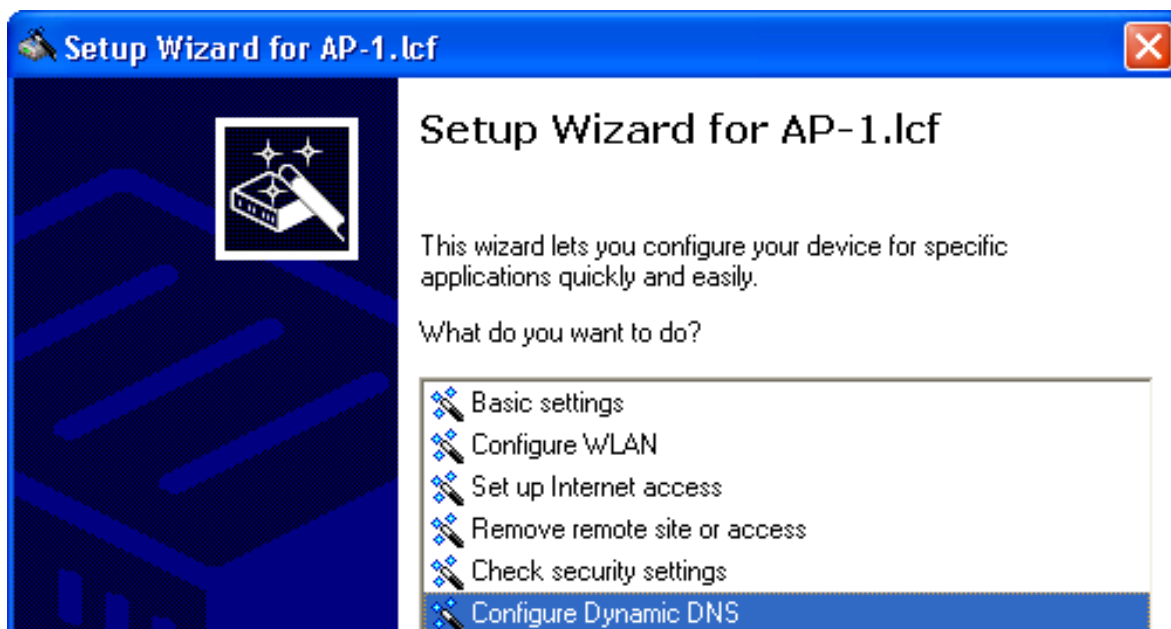 Setup Wizard for AP-1.lcf
Setup Wizard for AP-1.lcf
This wizard lets you configure your device for specific
applications quickly and easily.
What do you want to do?
Basic settings
Configure WLAN
Set up Internet access
Remove remote site or access
Check security settings
Configure Dynamic DNS